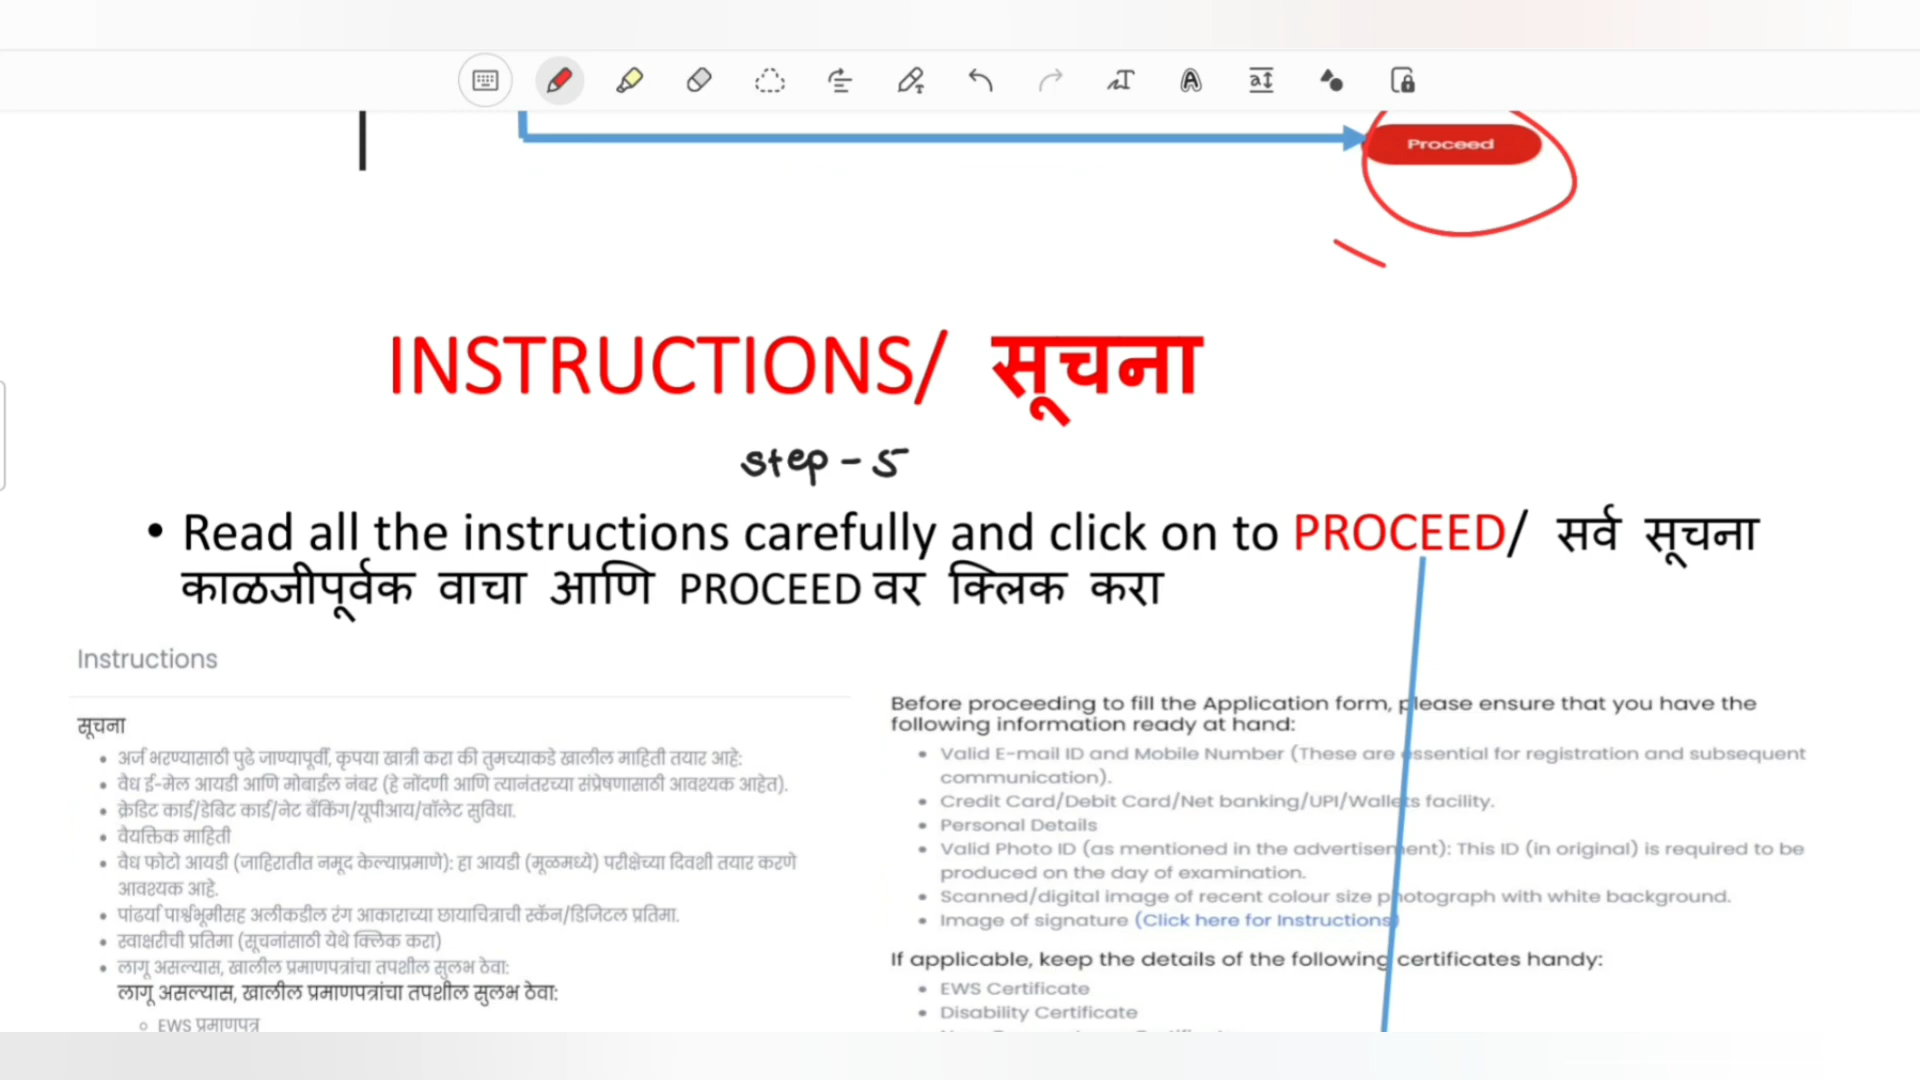 Proceed
INSTRUCTIONS/ सूचना
step - 5
• Read all the instructions carefully and click on to PROCEED/ सर्व सूचना
काळजीपूर्वक वाचा आणि PROCEED वर क्लिक करा
Instructions
सूचना
• अर्ज भरण्यासाठी पुढे जाण्यापूर्वी, कृपया खात्री करा की तुमच्याकडे खालील माहिती तयार आहे:
• वैध ई-मेल आयडी आणि मोबाईल नंबर (हे नोंदणी आणि त्यानंतरच्या संप्रेषणासाठी आवश्यक आहेत).
• क्रेडिट कार्ड/डेबिट कार्ड/नेट बँकिंग/यूपीआय/वॉलेट सुविधा.
• वैयक्तिक माहिती
• वैध फोटो आयडी (जाहिरातीत नमूद केल्याप्रमाणे): हा आयडी (मूळमध्ये) परीक्षेच्या दिवशी तयार करणे
आवश्यक आहे.
• पांढर्या पार्श्वभूमीसह अलीकडील रंग आकाराच्या छायाचित्राची स्कॅन/डिजिटल प्रतिमा.
• स्वाक्षरीची प्रतिमा (सूचनांसाठी येथे क्लिक करा)
• लागू असल्यास, खालील प्रमाणपत्रांचा तपशील सुलभ ठेवा:
लागू असल्यास, खालील प्रमाणपत्रांचा तपशील सुलभ ठेवा:
○ EWS प्रमाणपत्र
Before proceeding to fill the Application form, please ensure that you have the
following information ready at hand:
• Valid E-mail ID and Mobile Number (These are essential for registration and subsequent
communication).
• Credit Card/Debit Card/Net banking/UPI/Wallets facility.
• Personal Details
• Valid Photo ID (as mentioned in the advertisement): This ID (in original) is required to be
produced on the day of examination.
• Scanned/digital image of recent colour size photograph with white background.
• Image of signature (Click here for Instructions)
If applicable, keep the details of the following certificates handy:
• EWS Certificate
• Disability Certificate